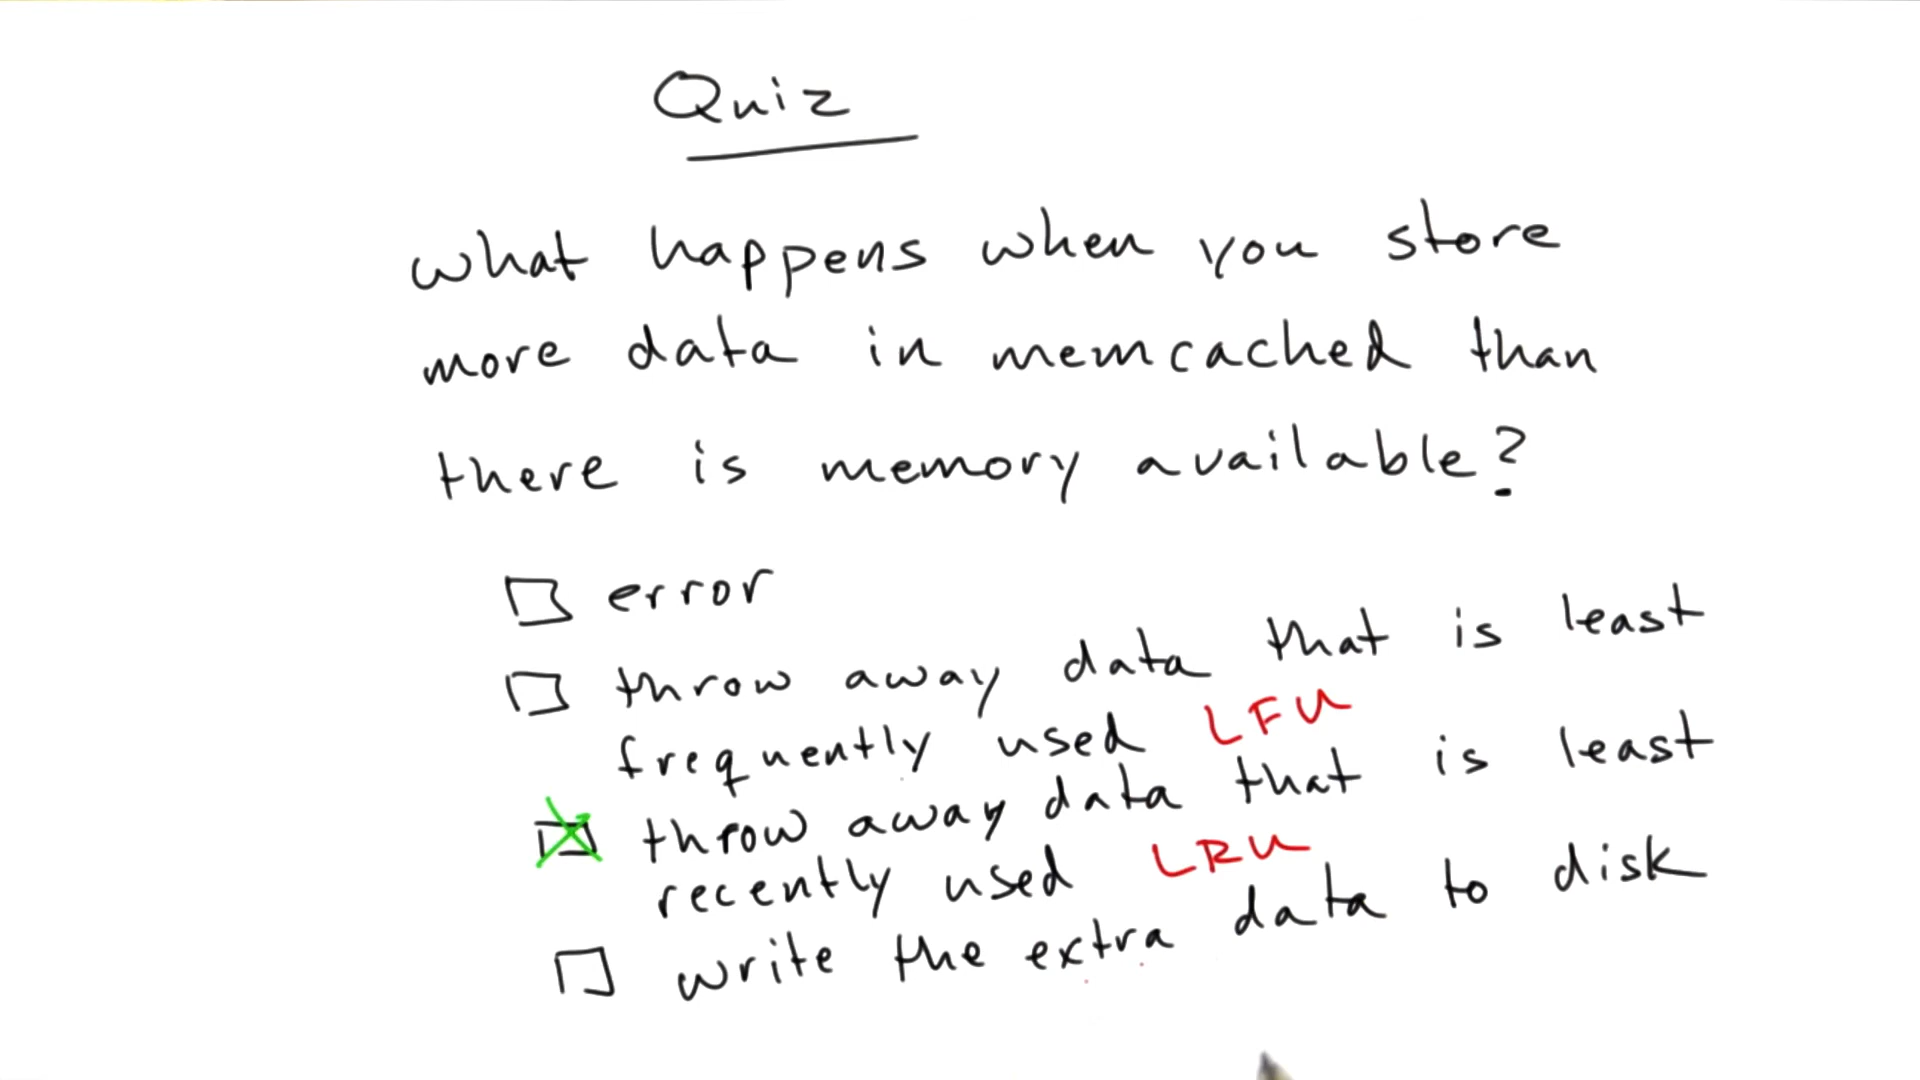 Quiz
what happens when you store
more data in memcached than
there is memory available?
error
throw away data that is least
frequently used LFU
throw away data that is least
recently used LRU
write the extra data to disk